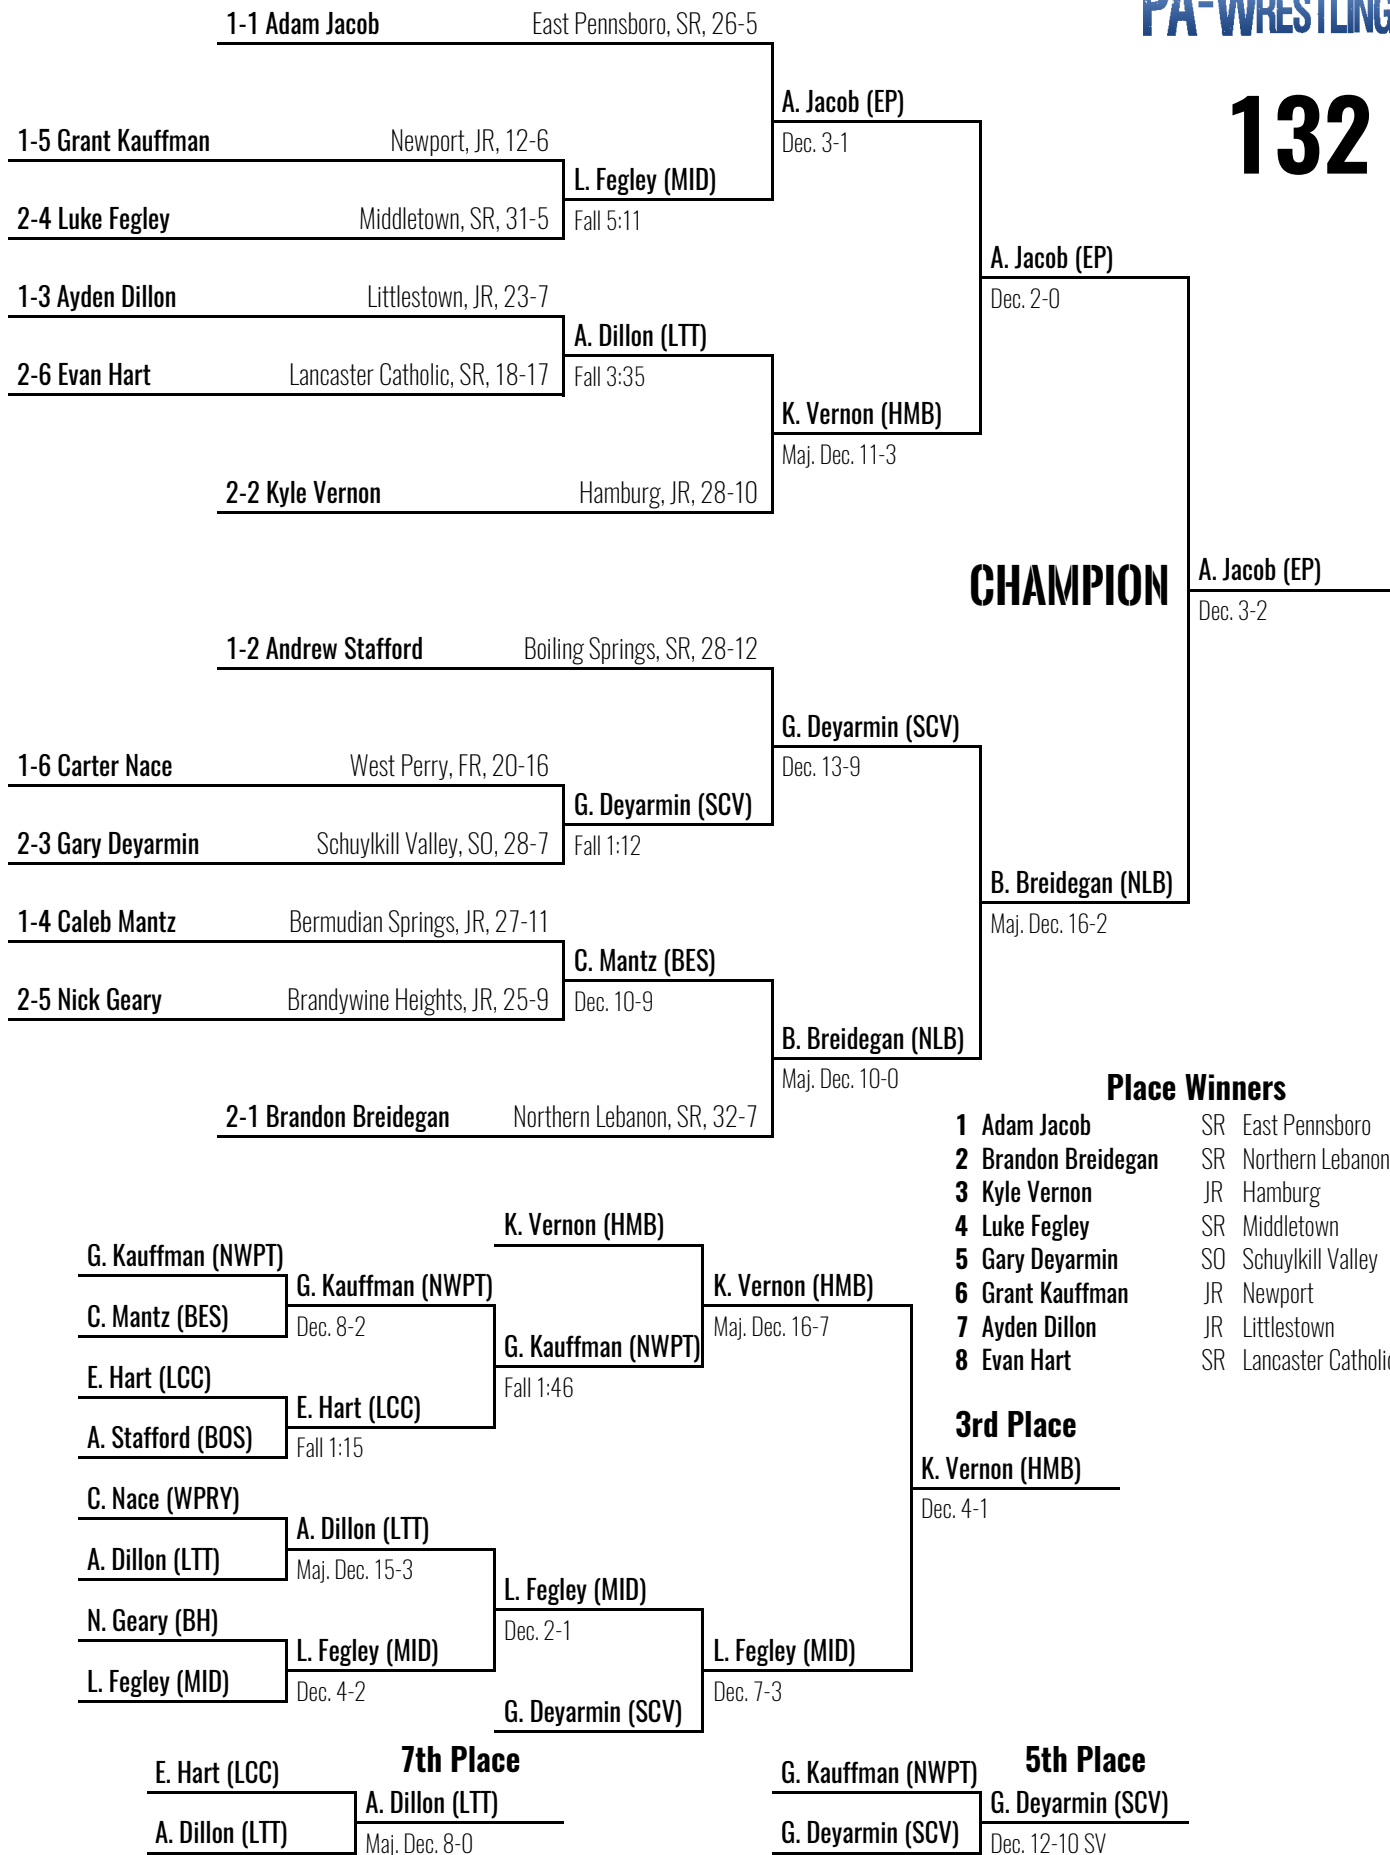 PA-WRESTLING
132
1-1 Adam Jacob East Pennsboro, SR, 26-5
A. Jacob (EP)
Dec. 3-1
1-5 Grant Kauffman Newport, JR, 12-6
L. Fegley (MID)
Fall 5:11
2-4 Luke Fegley Middletown, SR, 31-5
A. Jacob (EP)
Dec. 2-0
1-3 Ayden Dillon Littlestown, JR, 23-7
A. Dillon (LTT)
Fall 3:35
2-6 Evan Hart Lancaster Catholic, SR, 18-17
K. Vernon (HMB)
Maj. Dec. 11-3
2-2 Kyle Vernon Hamburg, JR, 28-10
CHAMPION
A. Jacob (EP)
Dec. 3-2
1-2 Andrew Stafford Boiling Springs, SR, 28-12
G. Deyarmin (SCV)
Dec. 13-9
1-6 Carter Nace West Perry, FR, 20-16
G. Deyarmin (SCV)
Fall 1:12
2-3 Gary Deyarmin Schuylkill Valley, SO, 28-7
B. Breidegan (NLB)
Maj. Dec. 16-2
1-4 Caleb Mantz Bermudian Springs, JR, 27-11
C. Mantz (BES)
Dec. 10-9
2-5 Nick Geary Brandywine Heights, JR, 25-9
B. Breidegan (NLB)
Maj. Dec. 10-0
2-1 Brandon Breidegan Northern Lebanon, SR, 32-7
Place Winners
1 Adam Jacob SR East Pennsboro
2 Brandon Breidegan SR Northern Lebanon
3 Kyle Vernon JR Hamburg
4 Luke Fegley SR Middletown
5 Gary Deyarmin SO Schuylkill Valley
6 Grant Kauffman JR Newport
7 Ayden Dillon JR Littlestown
8 Evan Hart SR Lancaster Catholic
K. Vernon (HMB)
G. Kauffman (NWPT)
G. Kauffman (NWPT)
Dec. 8-2
C. Mantz (BES)
K. Vernon (HMB)
Maj. Dec. 16-7
G. Kauffman (NWPT)
Fall 1:46
E. Hart (LCC)
E. Hart (LCC)
Fall 1:15
A. Stafford (BOS)
3rd Place
K. Vernon (HMB)
Dec. 4-1
C. Nace (WPRY)
A. Dillon (LTT)
Maj. Dec. 15-3
A. Dillon (LTT)
L. Fegley (MID)
Dec. 2-1
N. Geary (BH)
L. Fegley (MID)
Dec. 4-2
L. Fegley (MID)
L. Fegley (MID)
Dec. 7-3
G. Deyarmin (SCV)
7th Place
E. Hart (LCC)
A. Dillon (LTT)
Maj. Dec. 8-0
A. Dillon (LTT)
5th Place
G. Kauffman (NWPT)
G. Deyarmin (SCV)
Dec. 12-10 SV
G. Deyarmin (SCV)